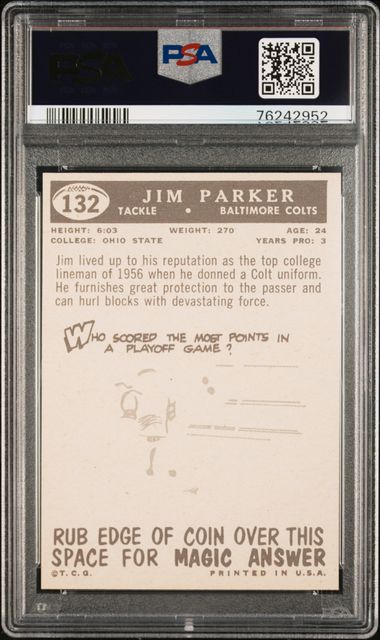 PSA
PSA
76242952
132
JIM PARKER
TACKLE • BALTIMORE COLTS
HEIGHT: 6:03 WEIGHT: 270 AGE: 24
COLLEGE: OHIO STATE YEARS PRO: 3
Jim lived up to his reputation as the top college
lineman of 1956 when he donned a Colt uniform.
He furnishes great protection to the passer and
can hurl blocks with devastating force.
WHO SCORED THE MOST POINTS IN
A PLAYOFF GAME?
RUB EDGE OF COIN OVER THIS
SPACE FOR MAGIC ANSWER
© T.C.G. PRINTED IN U.S.A.